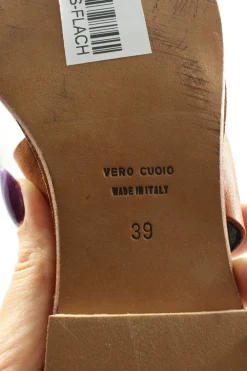 S-FLACH
VERO CUOIO
MADE IN ITALY
39